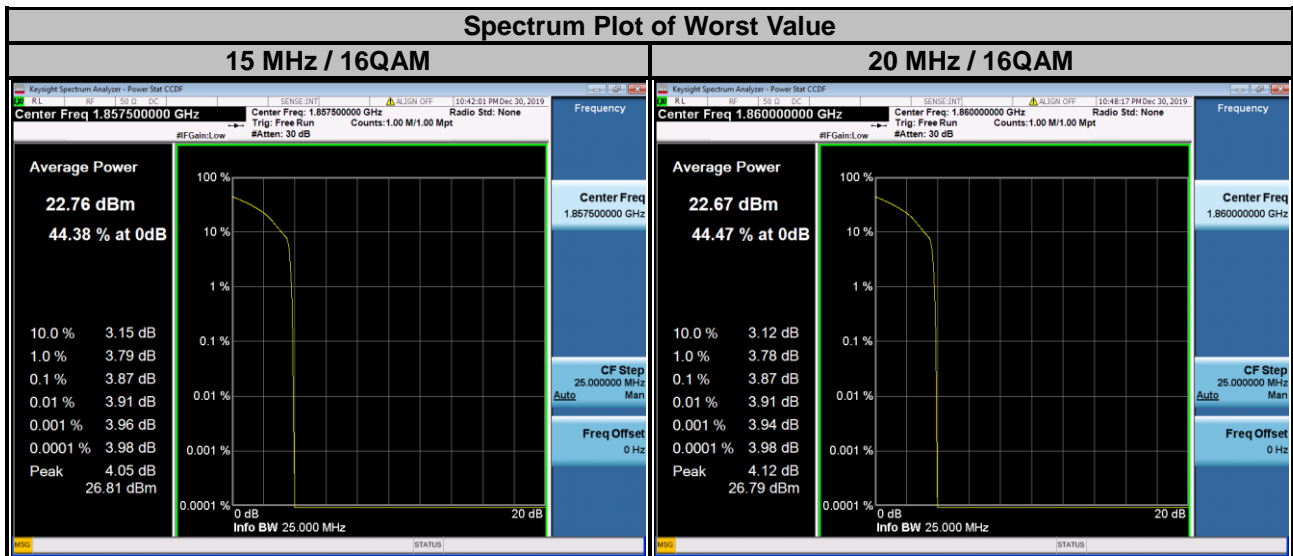 Spectrum Plot of Worst Value
15 MHz / 16QAM
20 MHz / 16QAM
Keysight Spectrum Analyzer - Power Stat CCDF
RL RF 50 Ω DC SENSE:INT ALIGN OFF 10:42:01 PM Dec 30, 2019
Center Freq 1.857500000 GHz
Center Freq: 1.857500000 GHz Radio Std: None
Trig: Free Run Counts:1.00 M/1.00 Mpt
#IFGain:Low #Atten: 30 dB
Frequency
Average Power
22.76 dBm
44.38 % at 0dB
10.0 % 3.15 dB
1.0 % 3.79 dB
0.1 % 3.87 dB
0.01 % 3.91 dB
0.001 % 3.96 dB
0.0001 % 3.98 dB
Peak 4.05 dB
26.81 dBm
100 %
10 %
1 %
0.1 %
0.01 %
0.001 %
0.0001 %
0 dB 20 dB
Info BW 25.000 MHz
Center Freq
1.857500000 GHz
CF Step
25.000000 MHz
Auto Man
Freq Offset
0 Hz
MSG STATUS
Keysight Spectrum Analyzer - Power Stat CCDF
RL RF 50 Ω DC SENSE:INT ALIGN OFF 10:48:17 PM Dec 30, 2019
Center Freq 1.860000000 GHz
Center Freq: 1.860000000 GHz Radio Std: None
Trig: Free Run Counts:1.00 M/1.00 Mpt
#IFGain:Low #Atten: 30 dB
Frequency
Average Power
22.67 dBm
44.47 % at 0dB
10.0 % 3.12 dB
1.0 % 3.78 dB
0.1 % 3.87 dB
0.01 % 3.91 dB
0.001 % 3.94 dB
0.0001 % 3.98 dB
Peak 4.12 dB
26.79 dBm
100 %
10 %
1 %
0.1 %
0.01 %
0.001 %
0.0001 %
0 dB 20 dB
Info BW 25.000 MHz
Center Freq
1.860000000 GHz
CF Step
25.000000 MHz
Auto Man
Freq Offset
0 Hz
MSG STATUS